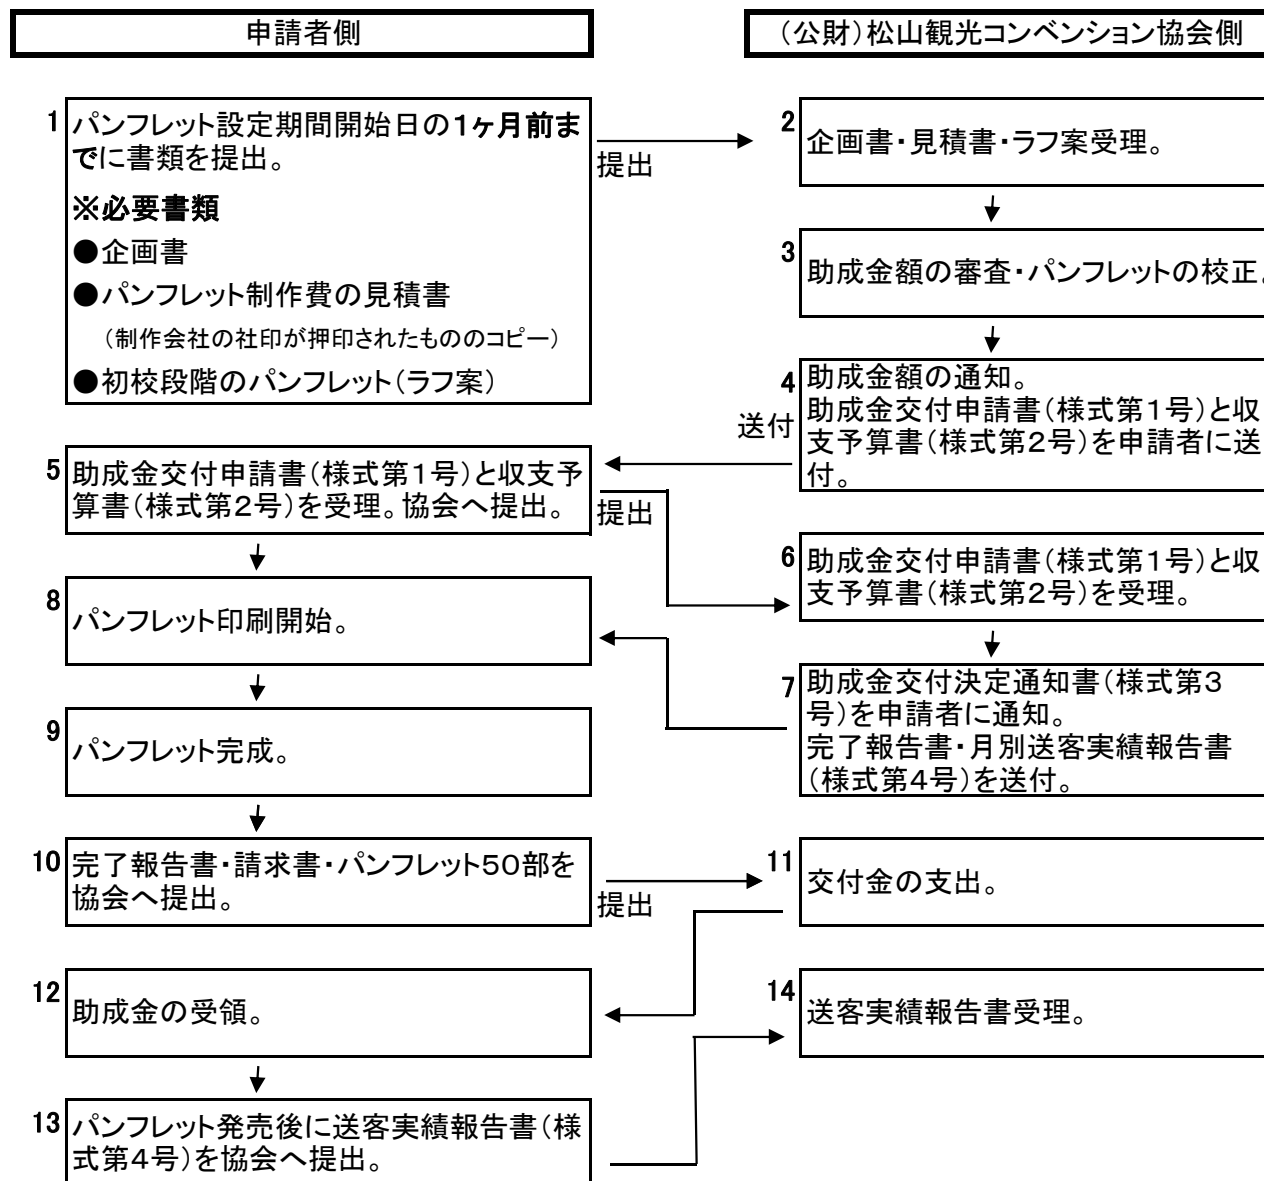 申請者側
（公財）松山観光コンベンション協会側
1
パンフレット設定期間開始日の1ヶ月前ま
でに書類を提出。
※必要書類
●企画書
●パンフレット制作費の見積書
（制作会社の社印が押印されたもののコピー）
●初校段階のパンフレット（ラフ案）
提出
2
企画書・見積書・ラフ案受理。
3
助成金額の審査・パンフレットの校正。
4
助成金額の通知。
助成金交付申請書（様式第1号）と収
支予算書（様式第2号）を申請者に送
付。
送付
5
助成金交付申請書（様式第1号）と収支予
算書（様式第2号）を受理。協会へ提出。
提出
6
助成金交付申請書（様式第1号）と収
支予算書（様式第2号）を受理。
7
助成金交付決定通知書（様式第3
号）を申請者に通知。
完了報告書・月別送客実績報告書
（様式第4号）を送付。
8
パンフレット印刷開始。
9
パンフレット完成。
10
完了報告書・請求書・パンフレット50部を
協会へ提出。
提出
11
交付金の支出。
12
助成金の受領。
13
パンフレット発売後に送客実績報告書（様
式第4号）を協会へ提出。
14
送客実績報告書受理。